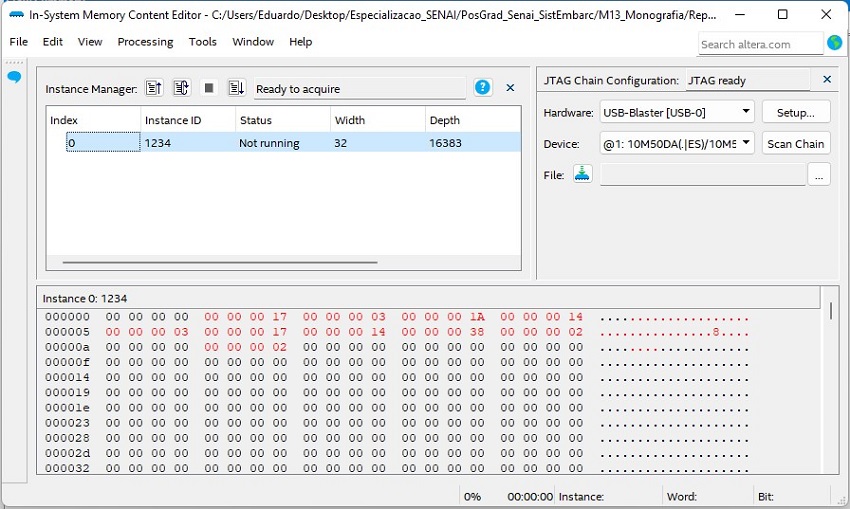 In-System Memory Content Editor - C:/Users/Eduardo/Desktop/Especializacao_SENAI/PosGrad_Senai_SistEmbarc/M13_Monografia/Rep...
File Edit View Processing Tools Window Help
Search altera.com
Instance Manager: Ready to acquire
Index Instance ID Status Width Depth
0 1234 Not running 32 16383
JTAG Chain Configuration: JTAG ready
Hardware: USB-Blaster [USB-0] Setup...
Device: @1: 10M50DA(.|ES)/10M5 Scan Chain
File: ...
Instance 0: 1234
000000 00 00 00 00 00 00 00 17 00 00 00 03 00 00 00 1A 00 00 00 14 ....................
000005 00 00 00 03 00 00 00 17 00 00 00 14 00 00 00 38 00 00 00 02 ...............8....
00000a 00 00 00 00 00 00 00 02 00 00 00 00 00 00 00 00 00 00 00 00 ....................
00000f 00 00 00 00 00 00 00 00 00 00 00 00 00 00 00 00 00 00 00 00 ....................
000014 00 00 00 00 00 00 00 00 00 00 00 00 00 00 00 00 00 00 00 00 ....................
000019 00 00 00 00 00 00 00 00 00 00 00 00 00 00 00 00 00 00 00 00 ....................
00001e 00 00 00 00 00 00 00 00 00 00 00 00 00 00 00 00 00 00 00 00 ....................
000023 00 00 00 00 00 00 00 00 00 00 00 00 00 00 00 00 00 00 00 00 ....................
000028 00 00 00 00 00 00 00 00 00 00 00 00 00 00 00 00 00 00 00 00 ....................
00002d 00 00 00 00 00 00 00 00 00 00 00 00 00 00 00 00 00 00 00 00 ....................
000032 00 00 00 00 00 00 00 00 00 00 00 00 00 00 00 00 00 00 00 00 ....................
0% 00:00:00 Instance: Word: Bit: